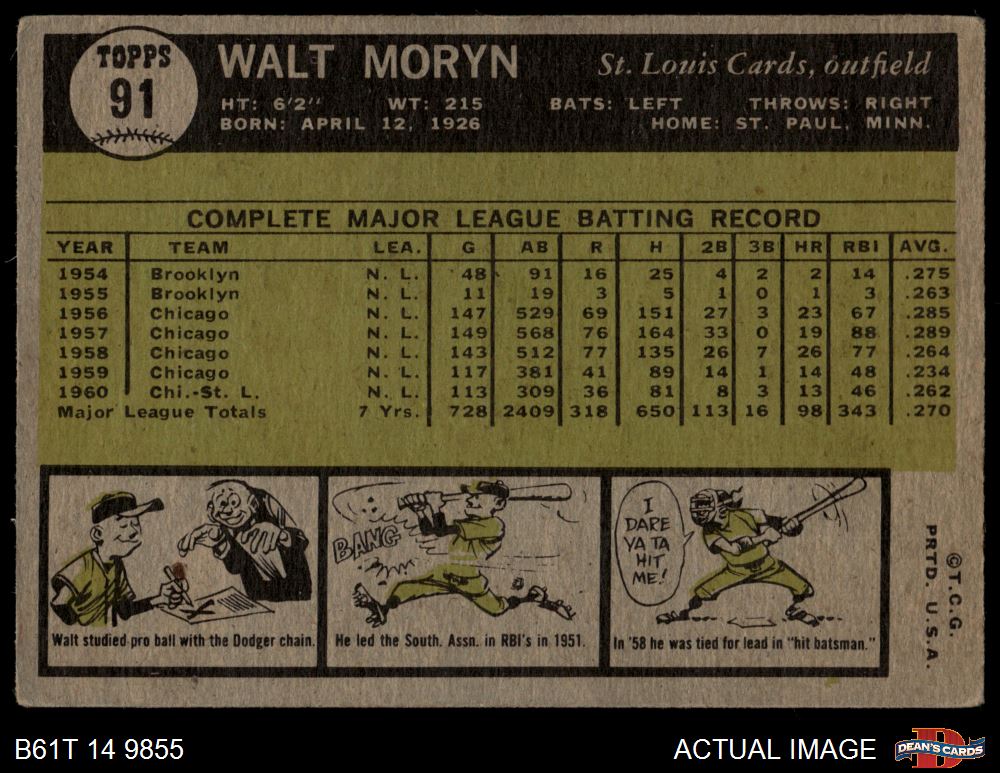 TOPPS
91
WALT MORYN
St. Louis Cards, outfield
HT: 6'2" WT: 215 BATS: LEFT THROWS: RIGHT
BORN: APRIL 12, 1926 HOME: ST. PAUL, MINN.
COMPLETE MAJOR LEAGUE BATTING RECORD
YEAR TEAM LEA. G AB R H 2B 3B HR RBI AVG.
1954 Brooklyn N. L. 48 91 16 25 4 2 2 14 .275
1955 Brooklyn N. L. 11 19 3 5 1 0 1 3 .263
1956 Chicago N. L. 147 529 69 151 27 3 23 67 .285
1957 Chicago N. L. 149 568 76 164 33 0 19 88 .289
1958 Chicago N. L. 143 512 77 135 26 7 26 77 .264
1959 Chicago N. L. 117 381 41 89 14 1 14 48 .234
1960 Chi.-St. L. N. L. 113 309 36 81 8 3 13 46 .262
Major League Totals 7 Yrs. 728 2409 318 650 113 16 98 343 .270
Walt studied pro ball with the Dodger chain.
BANG
He led the South. Assn. in RBI's in 1951.
I
DARE
YA TA
HIT
ME!
In '58 he was tied for lead in "hit batsman."
©T.C.G.
PRTD. U.S.A.
B61T 14 9855
ACTUAL IMAGE
D
DEAN'S CARDS